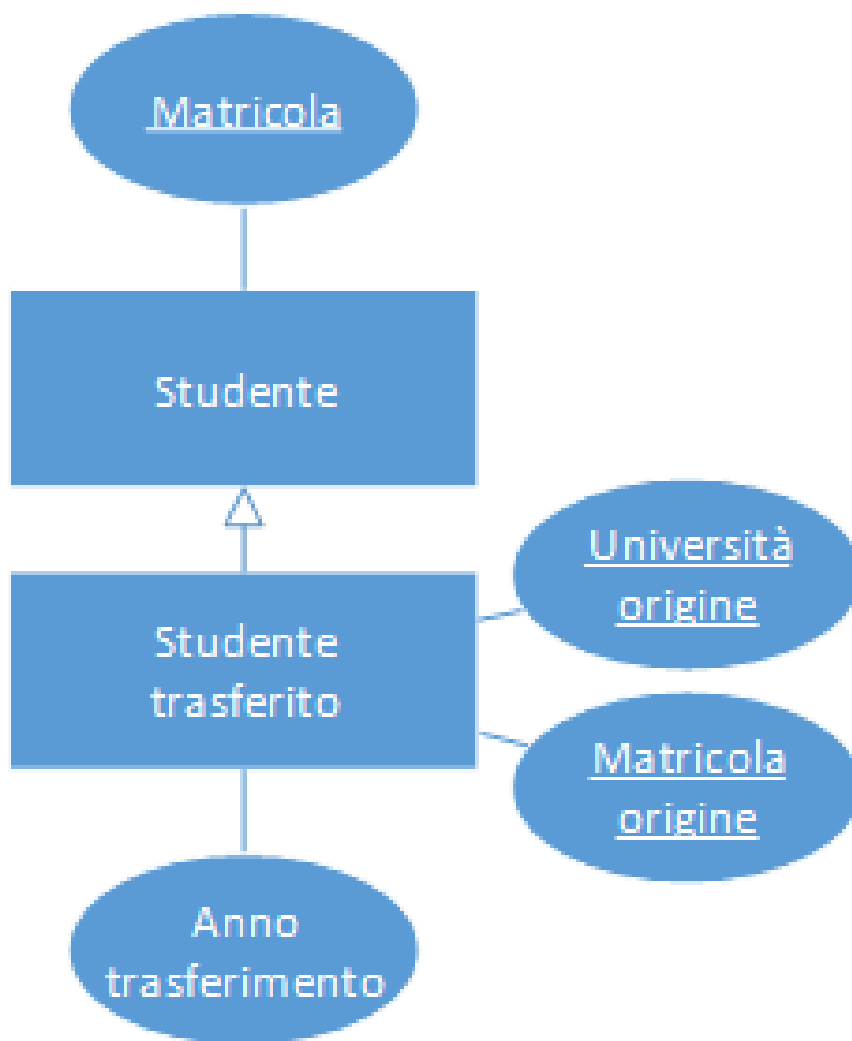 Matricola
Studente
Università
origine
Studente
trasferito
Matricola
origine
Anno
trasferimento